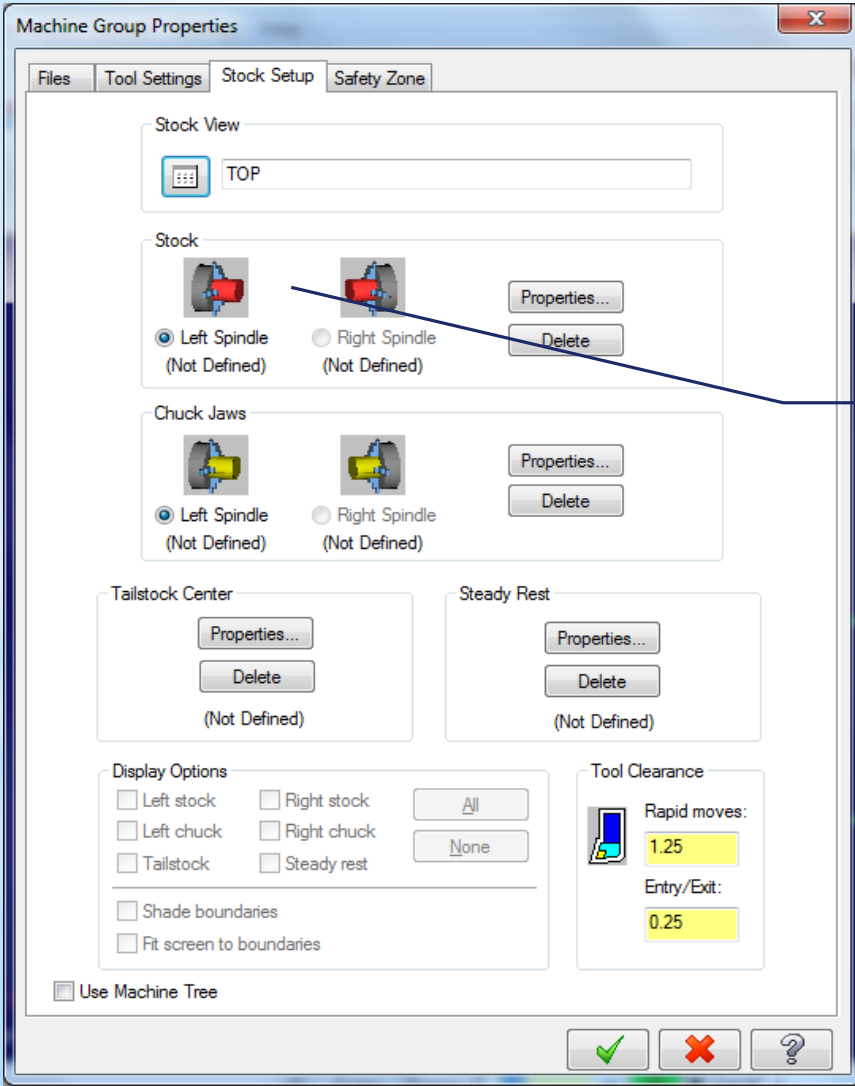 Machine Group Properties
Files Tool Settings Stock Setup Safety Zone
Stock View
TOP
Stock
Left Spindle Right Spindle
(Not Defined) (Not Defined)
Properties...
Delete
Chuck Jaws
Left Spindle Right Spindle
(Not Defined) (Not Defined)
Properties...
Delete
Tailstock Center
Properties...
Delete
(Not Defined)
Steady Rest
Properties...
Delete
(Not Defined)
Display Options
Left stock Right stock
Left chuck Right chuck
Tailstock Steady rest
All
None
Shade boundaries
Fit screen to boundaries
Tool Clearance
Rapid moves:
1.25
Entry/Exit:
0.25
Use Machine Tree